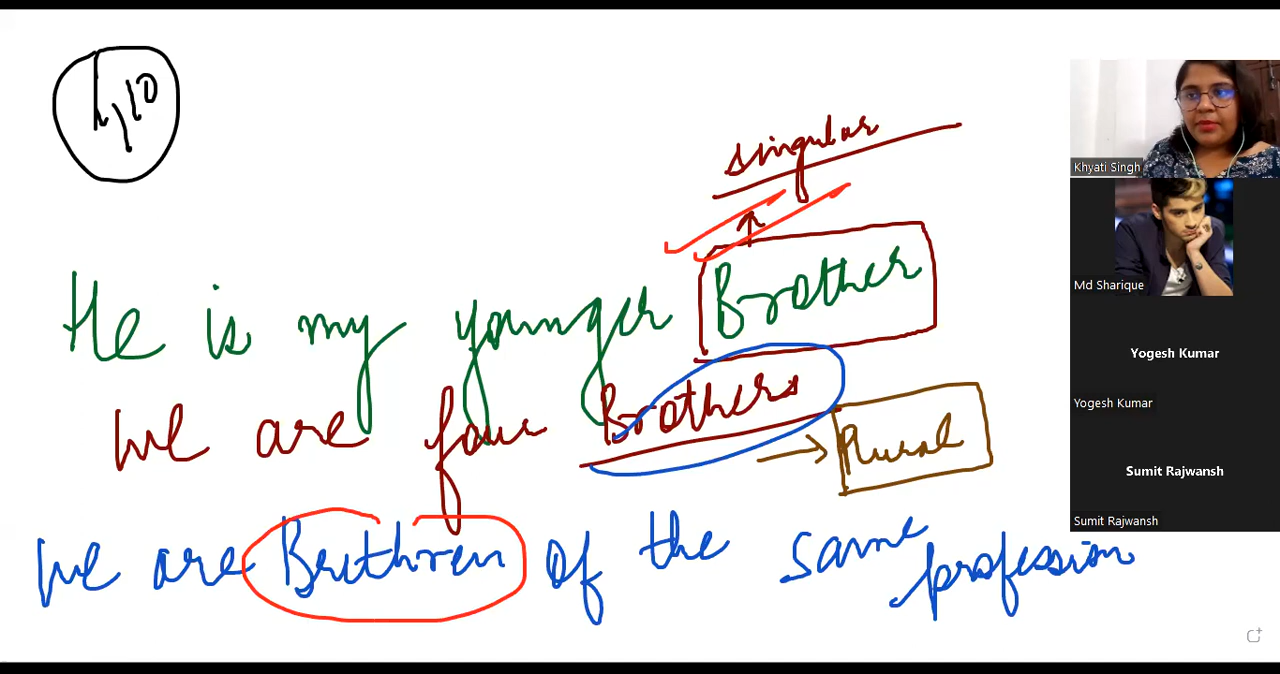 singular
He is my younger Brother
We are four Brothers
Plural
We are Brethren of the same profession
Khyati Singh
Md Sharique
Yogesh Kumar
Yogesh Kumar
Sumit Rajwansh
Sumit Rajwansh